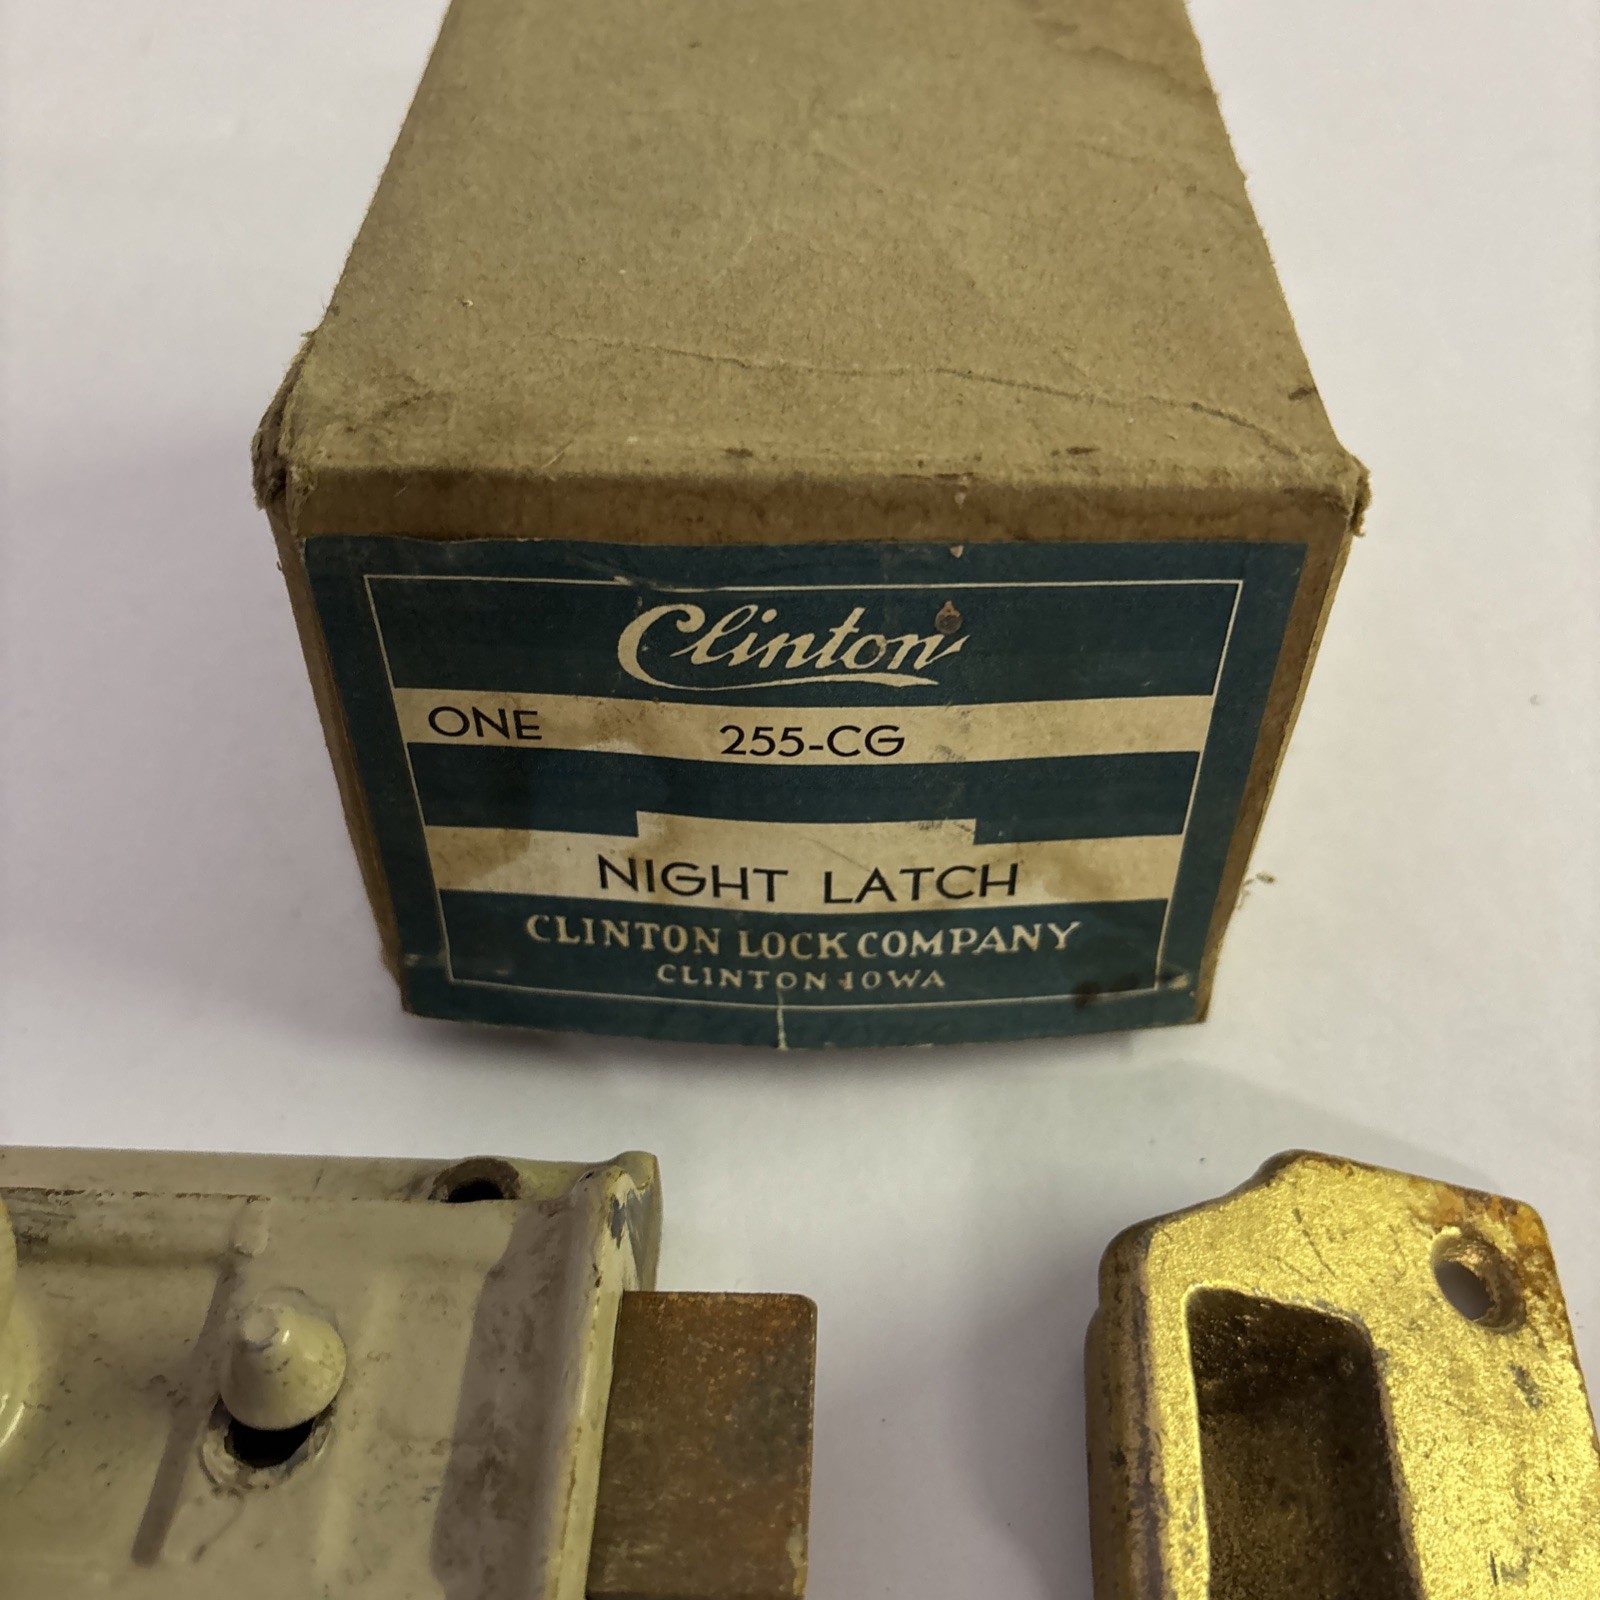 Clinton
ONE 255-CG
NIGHT LATCH
CLINTON LOCK COMPANY
CLINTON IOWA